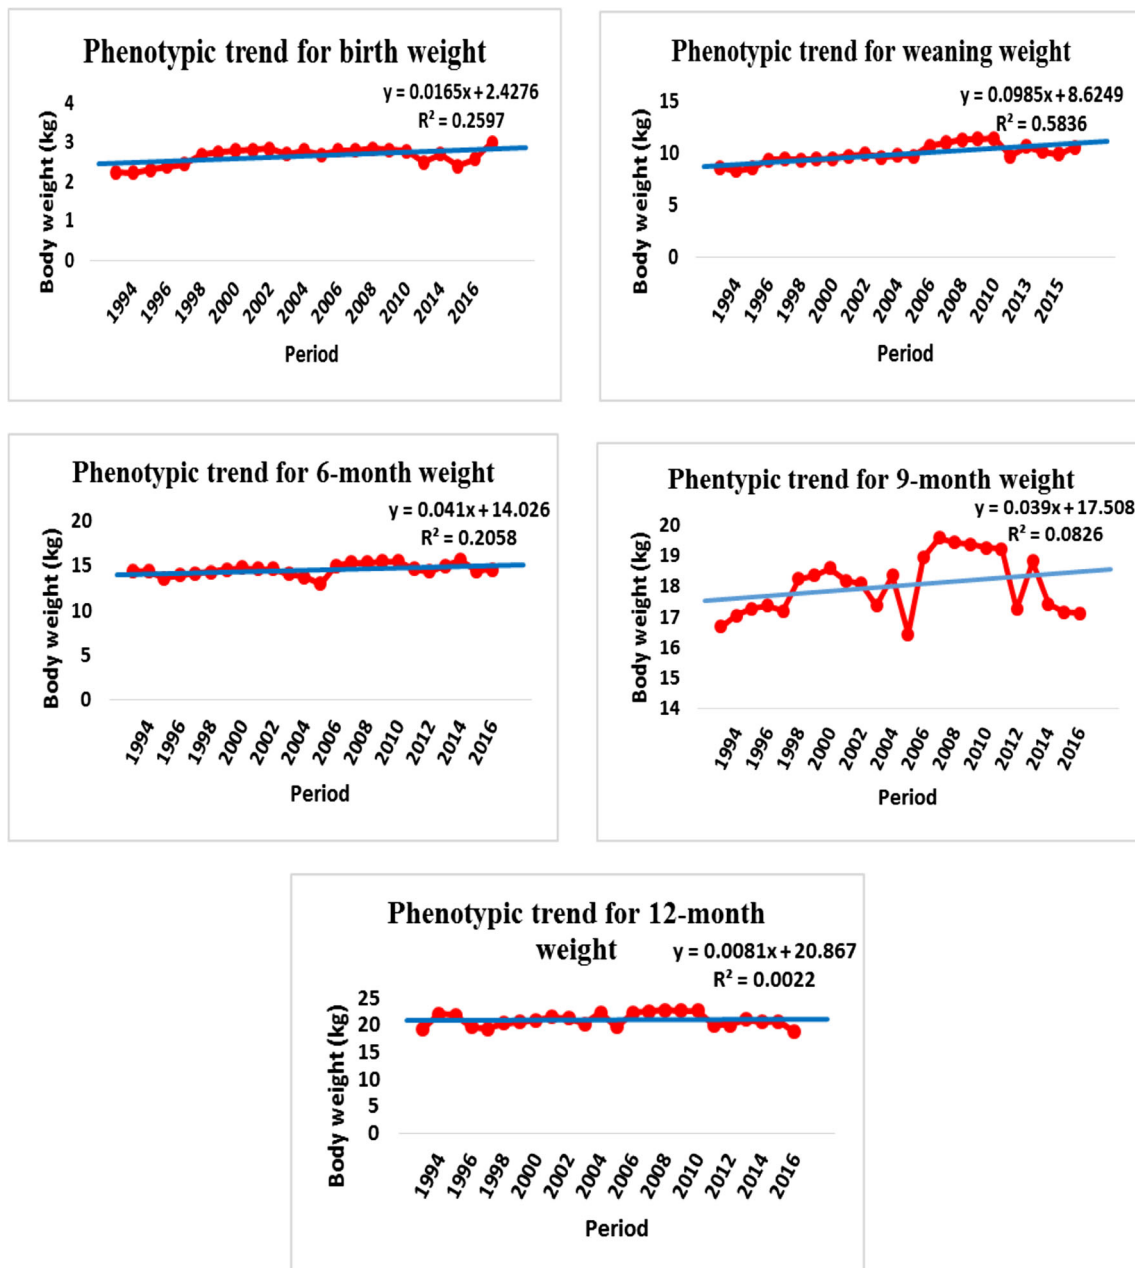 Phenotypic trend for birth weight
y = 0.0165x + 2.4276
R² = 0.2597
4
3
2
1
0
Body weight (kg)
1994 1996 1998 2000 2002 2004 2006 2008 2010 2014 2016
Period
Phenotypic trend for weaning weight
y = 0.0985x + 8.6249
R² = 0.5836
15
10
5
0
Body weight (kg)
1994 1996 1998 2000 2002 2004 2006 2008 2010 2013 2015
Period
Phenotypic trend for 6-month weight
y = 0.041x + 14.026
R² = 0.2058
20
15
10
5
0
Body weight (kg)
1994 1996 1998 2000 2002 2004 2006 2008 2010 2012 2014 2016
Period
Phentypic trend for 9-month weight
y = 0.039x + 17.508
R² = 0.0826
20
19
18
17
16
15
14
Body weight (kg)
1994 1996 1998 2000 2002 2004 2006 2008 2010 2012 2014 2016
Period
Phenotypic trend for 12-month
weight
y = 0.0081x + 20.867
R² = 0.0022
25
20
15
10
5
0
Body weight (kg)
1994 1996 1998 2000 2002 2004 2006 2008 2010 2012 2014 2016
Period